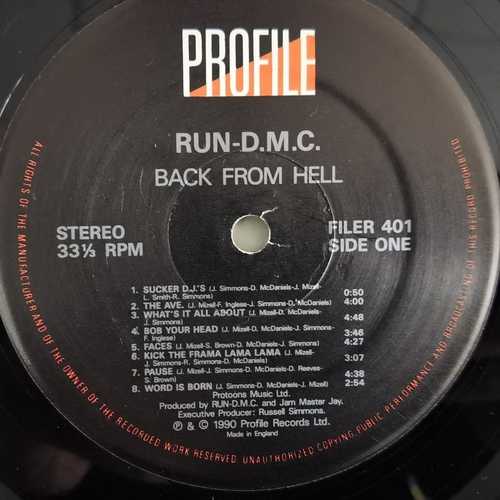 PROFILE
RUN-D.M.C.
BACK FROM HELL
STEREO
33⅓ RPM
FILER 401
SIDE ONE
1. SUCKER D.J.'S (J. Simmons-D. McDaniels-J. Mizell-
L. Smith-R. Simmons) 0:50
2. THE AVE. (J. Mizell-F. Inglese-J. Simmons-D. McDaniels) 4:00
3. WHAT'S IT ALL ABOUT (J. Mizell-D. McDaniels-
J. Simmons) 4:48
4. BOB YOUR HEAD (J. Mizell-D. McDaniels-J. Simmons-
F. Inglese) 3:46
5. FACES (J. Mizell-S. Brown-D. McDaniels-J. Simmons) 4:27
6. KICK THE FRAMA LAMA LAMA (J. Mizell-
J. Simmons-R. Simmons-D. McDaniels) 3:07
7. PAUSE (J. Mizell-J. Simmons-D. McDaniels-D. Reeves-
S. Brown) 4:38
8. WORD IS BORN (J. Simmons-D. McDaniels-J. Mizell) 2:54
Protoons Music Ltd.
Produced by RUN-D.M.C. and Jam Master Jay.
Executive Producer: Russell Simmons.
℗ & © 1990 Profile Records Ltd.
Made in England
ALL RIGHTS OF THE MANUFACTURER AND OF THE OWNER OF THE RECORDED WORK RESERVED. UNAUTHORIZED PUBLIC PERFORMANCE AND BROADCASTING OF THIS RECORD PROHIBITED